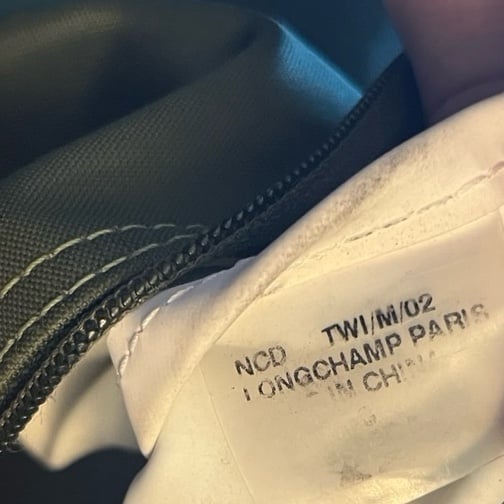 NCD TWI/M/02
LONGCHAMP PARIS
IN CHINA